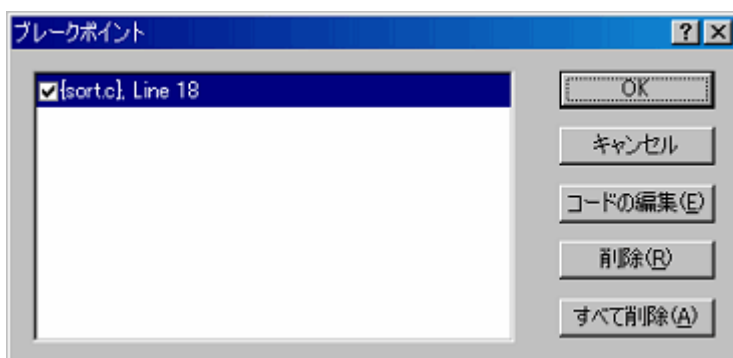 ブレークポイント
{sort.c}, Line 18
OK
キャンセル
コードの編集(E)
削除(R)
すべて削除(A)